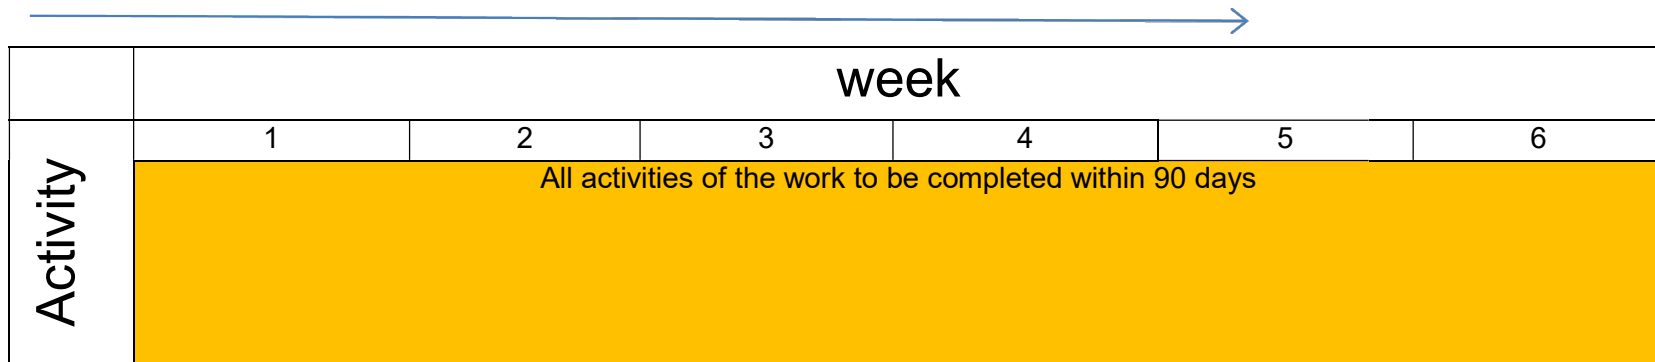 week
1 2 3 4 5 6
All activities of the work to be completed within 90 days
Activity